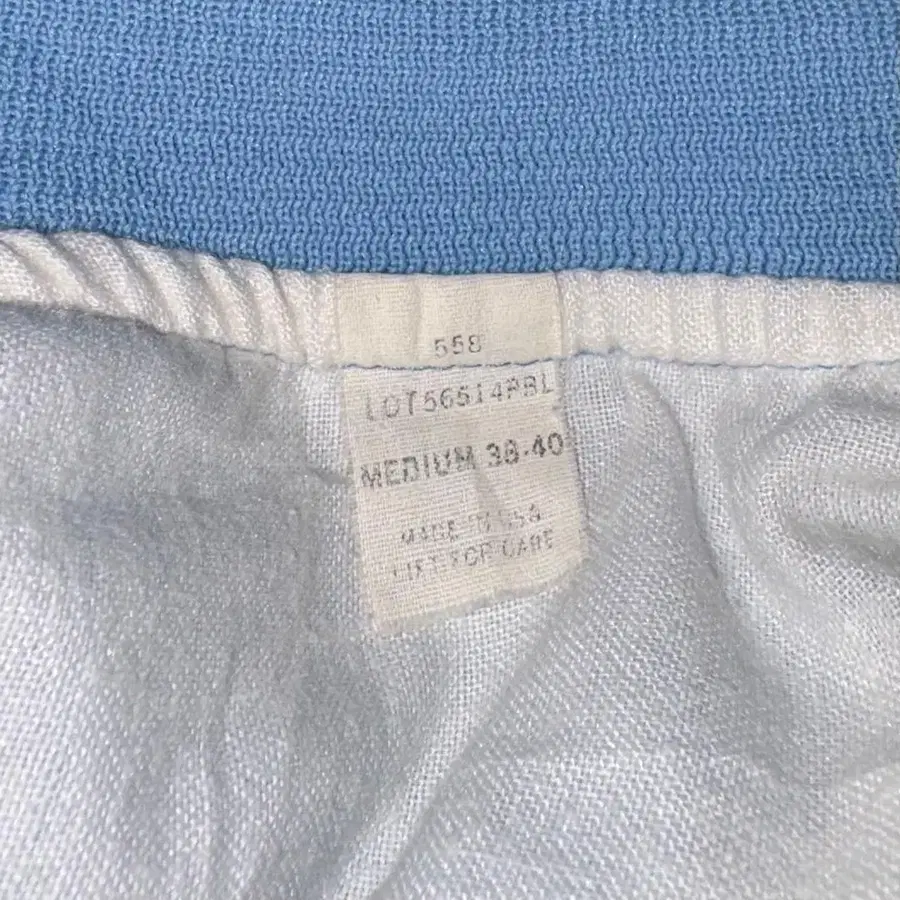 558
LOT56514PBL
MEDIUM 38-40
MADE IN USA
LIFT FOR CARE